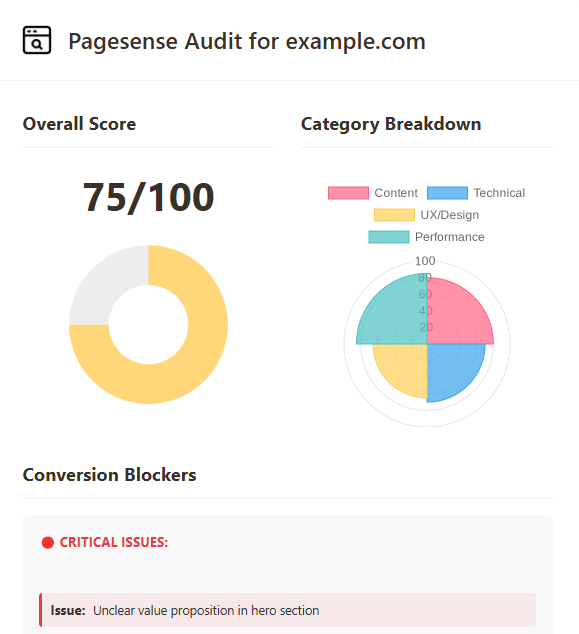 Pagesense Audit for example.com
Overall Score
75/100
Category Breakdown
Content
Technical
UX/Design
Performance
100
80
60
40
20
Conversion Blockers
CRITICAL ISSUES:
Issue: Unclear value proposition in hero section